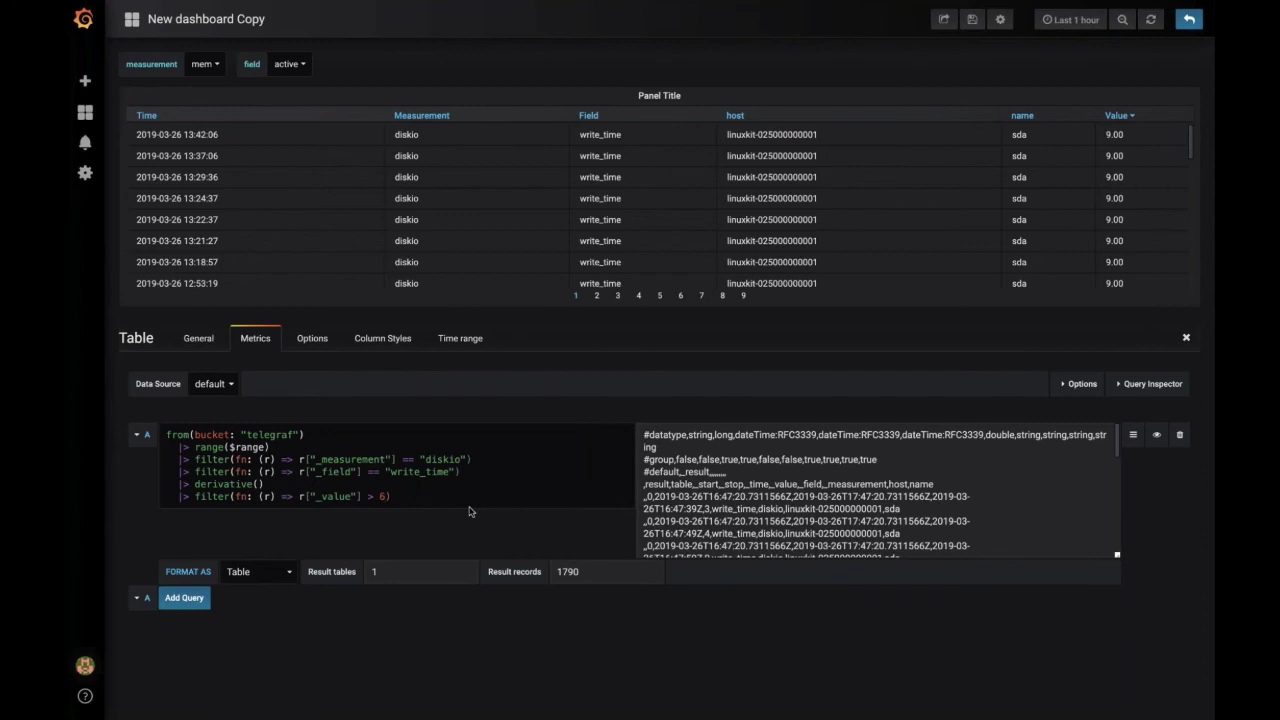 New dashboard Copy
Last 1 hour
measurement mem field active
Panel Title
Time Measurement Field host name Value
2019-03-26 13:42:06 diskio write_time linuxkit-025000000001 sda 9.00
2019-03-26 13:37:06 diskio write_time linuxkit-025000000001 sda 9.00
2019-03-26 13:29:36 diskio write_time linuxkit-025000000001 sda 9.00
2019-03-26 13:24:37 diskio write_time linuxkit-025000000001 sda 9.00
2019-03-26 13:22:37 diskio write_time linuxkit-025000000001 sda 9.00
2019-03-26 13:21:27 diskio write_time linuxkit-025000000001 sda 9.00
2019-03-26 13:18:57 diskio write_time linuxkit-025000000001 sda 9.00
2019-03-26 12:53:19 diskio write_time linuxkit-025000000001 sda 9.00
1 2 3 4 5 6 7 8 9
Table General Metrics Options Column Styles Time range
Data Source default Options Query Inspector
A
from(bucket: "telegraf")
|> range($range)
|> filter(fn: (r) => r["_measurement"] == "diskio")
|> filter(fn: (r) => r["_field"] == "write_time")
|> derivative()
|> filter(fn: (r) => r["_value"] > 6)
#datatype,string,long,dateTime:RFC3339,dateTime:RFC3339,dateTime:RFC3339,double,string,string,string,st
ring
#group,false,false,true,true,false,false,true,true,true,true
#default,_result,,,,,,,,,
,result,table,_start,_stop,_time,_value,_field,_measurement,host,name
,,0,2019-03-26T16:47:20.7311566Z,2019-03-26T17:47:20.7311566Z,2019-03-
26T16:47:39Z,3,write_time,diskio,linuxkit-025000000001,sda
,,0,2019-03-26T16:47:20.7311566Z,2019-03-26T17:47:20.7311566Z,2019-03-
26T16:47:49Z,4,write_time,diskio,linuxkit-025000000001,sda
,,0,2019-03-26T16:47:20.7311566Z,2019-03-26T17:47:20.7311566Z,2019-03-
FORMAT AS Table Result tables 1 Result records 1790
A Add Query